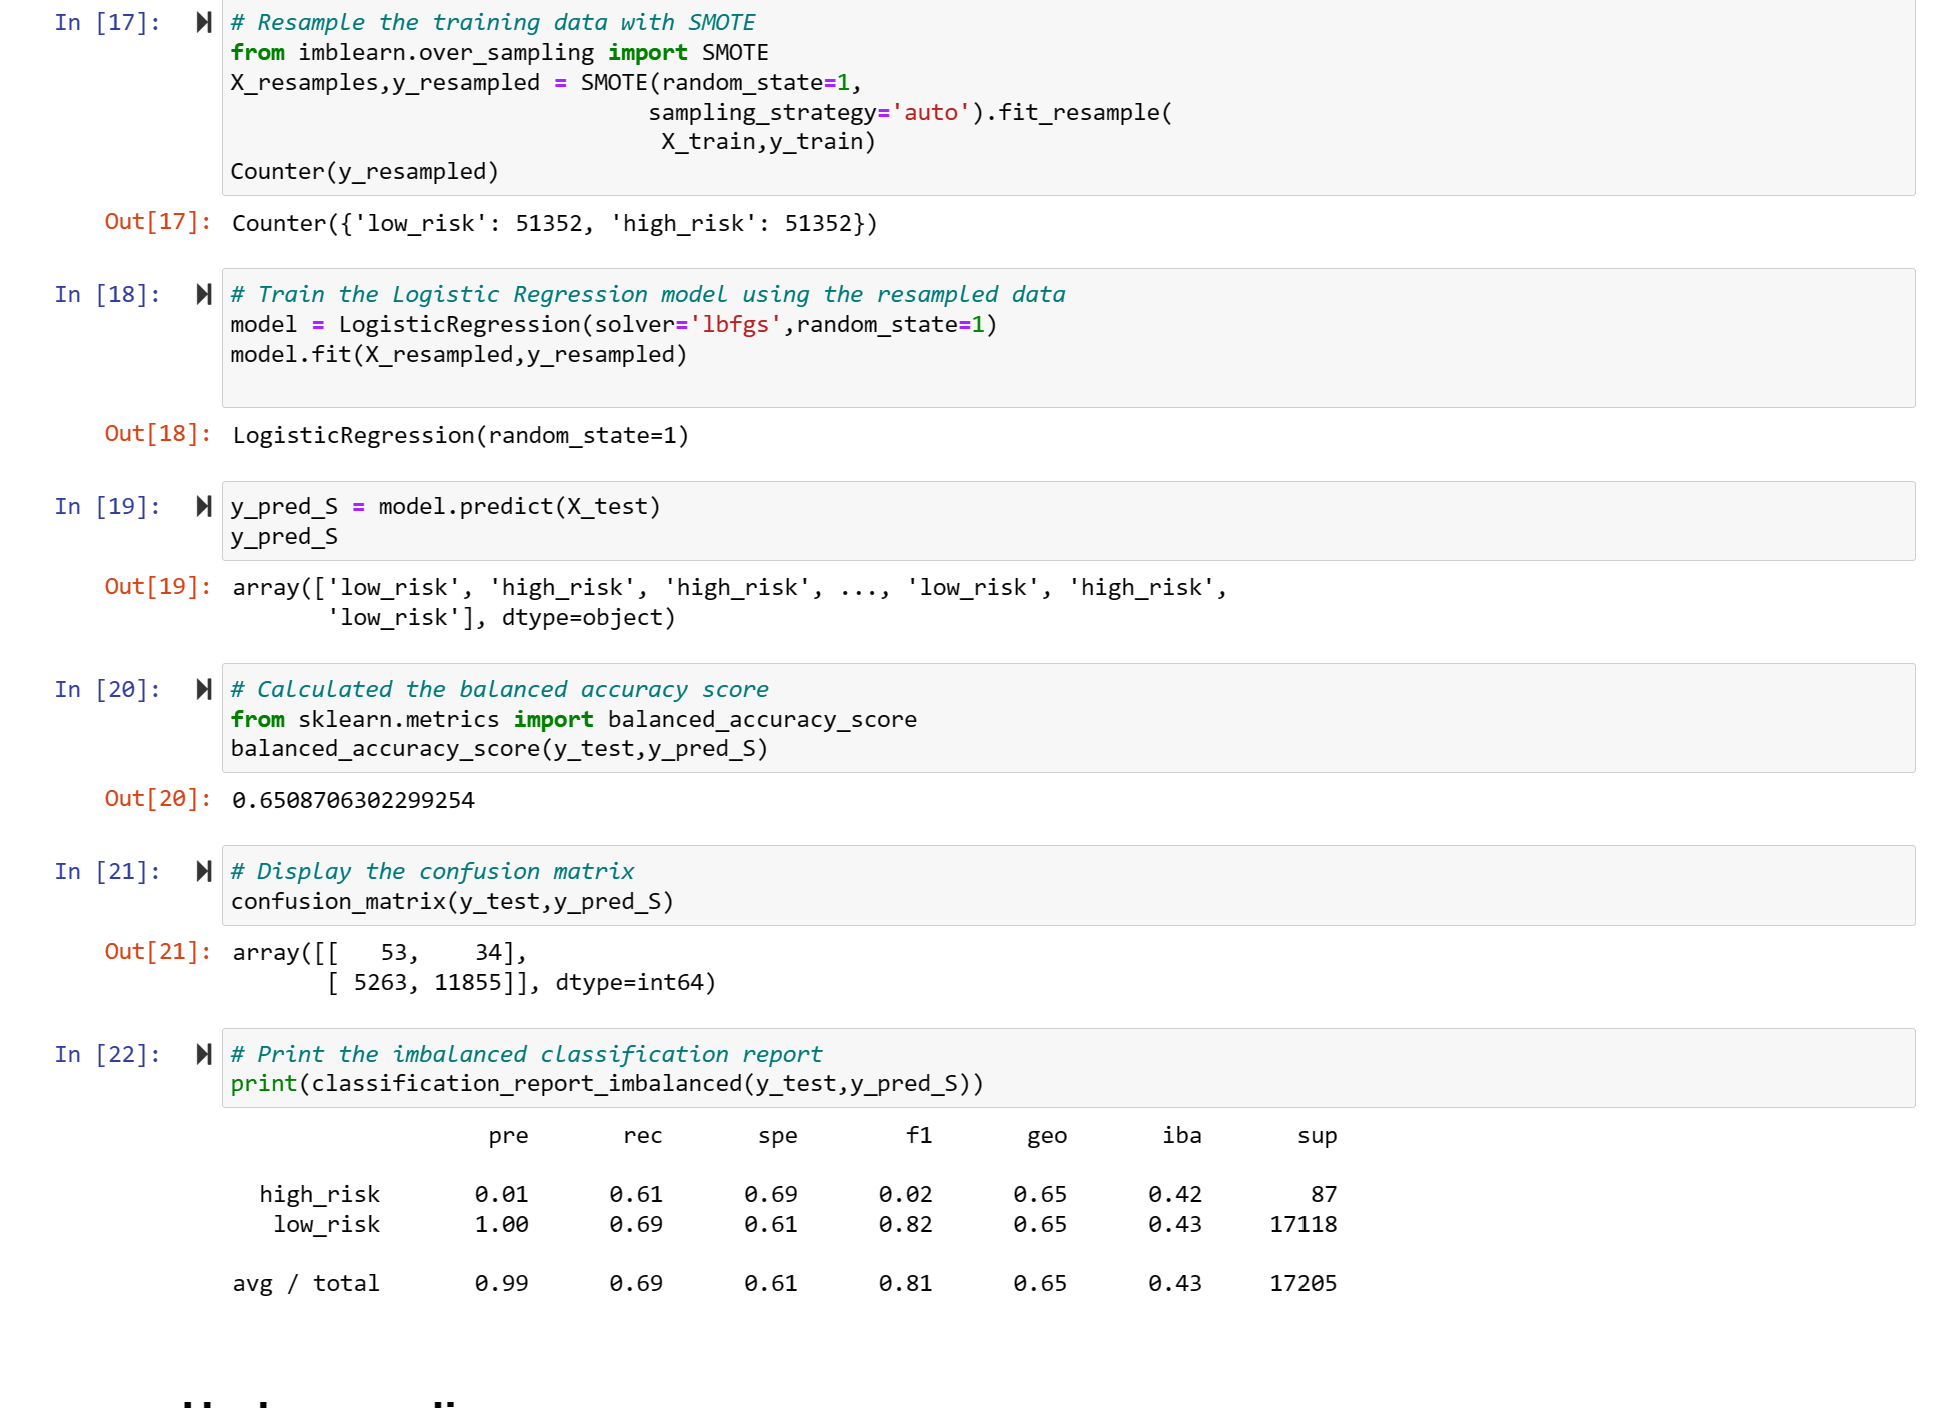 In [17]:
# Resample the training data with SMOTE
from imblearn.over_sampling import SMOTE
X_resamples,y_resampled = SMOTE(random_state=1,
                               sampling_strategy='auto').fit_resample(
                                X_train,y_train)
Counter(y_resampled)
Out[17]: Counter({'low_risk': 51352, 'high_risk': 51352})
In [18]:
# Train the Logistic Regression model using the resampled data
model = LogisticRegression(solver='lbfgs',random_state=1)
model.fit(X_resampled,y_resampled)
Out[18]: LogisticRegression(random_state=1)
In [19]:
y_pred_S = model.predict(X_test)
y_pred_S
Out[19]: array(['low_risk', 'high_risk', 'high_risk', ..., 'low_risk', 'high_risk',
       'low_risk'], dtype=object)
In [20]:
# Calculated the balanced accuracy score
from sklearn.metrics import balanced_accuracy_score
balanced_accuracy_score(y_test,y_pred_S)
Out[20]: 0.6508706302299254
In [21]:
# Display the confusion matrix
confusion_matrix(y_test,y_pred_S)
Out[21]: array([[   53,    34],
       [ 5263, 11855]], dtype=int64)
In [22]:
# Print the imbalanced classification report
print(classification_report_imbalanced(y_test,y_pred_S))
                   pre       rec       spe        f1       geo       iba       sup
  high_risk       0.01      0.61      0.69      0.02      0.65      0.42        87
   low_risk       1.00      0.69      0.61      0.82      0.65      0.43     17118
avg / total       0.99      0.69      0.61      0.81      0.65      0.43     17205